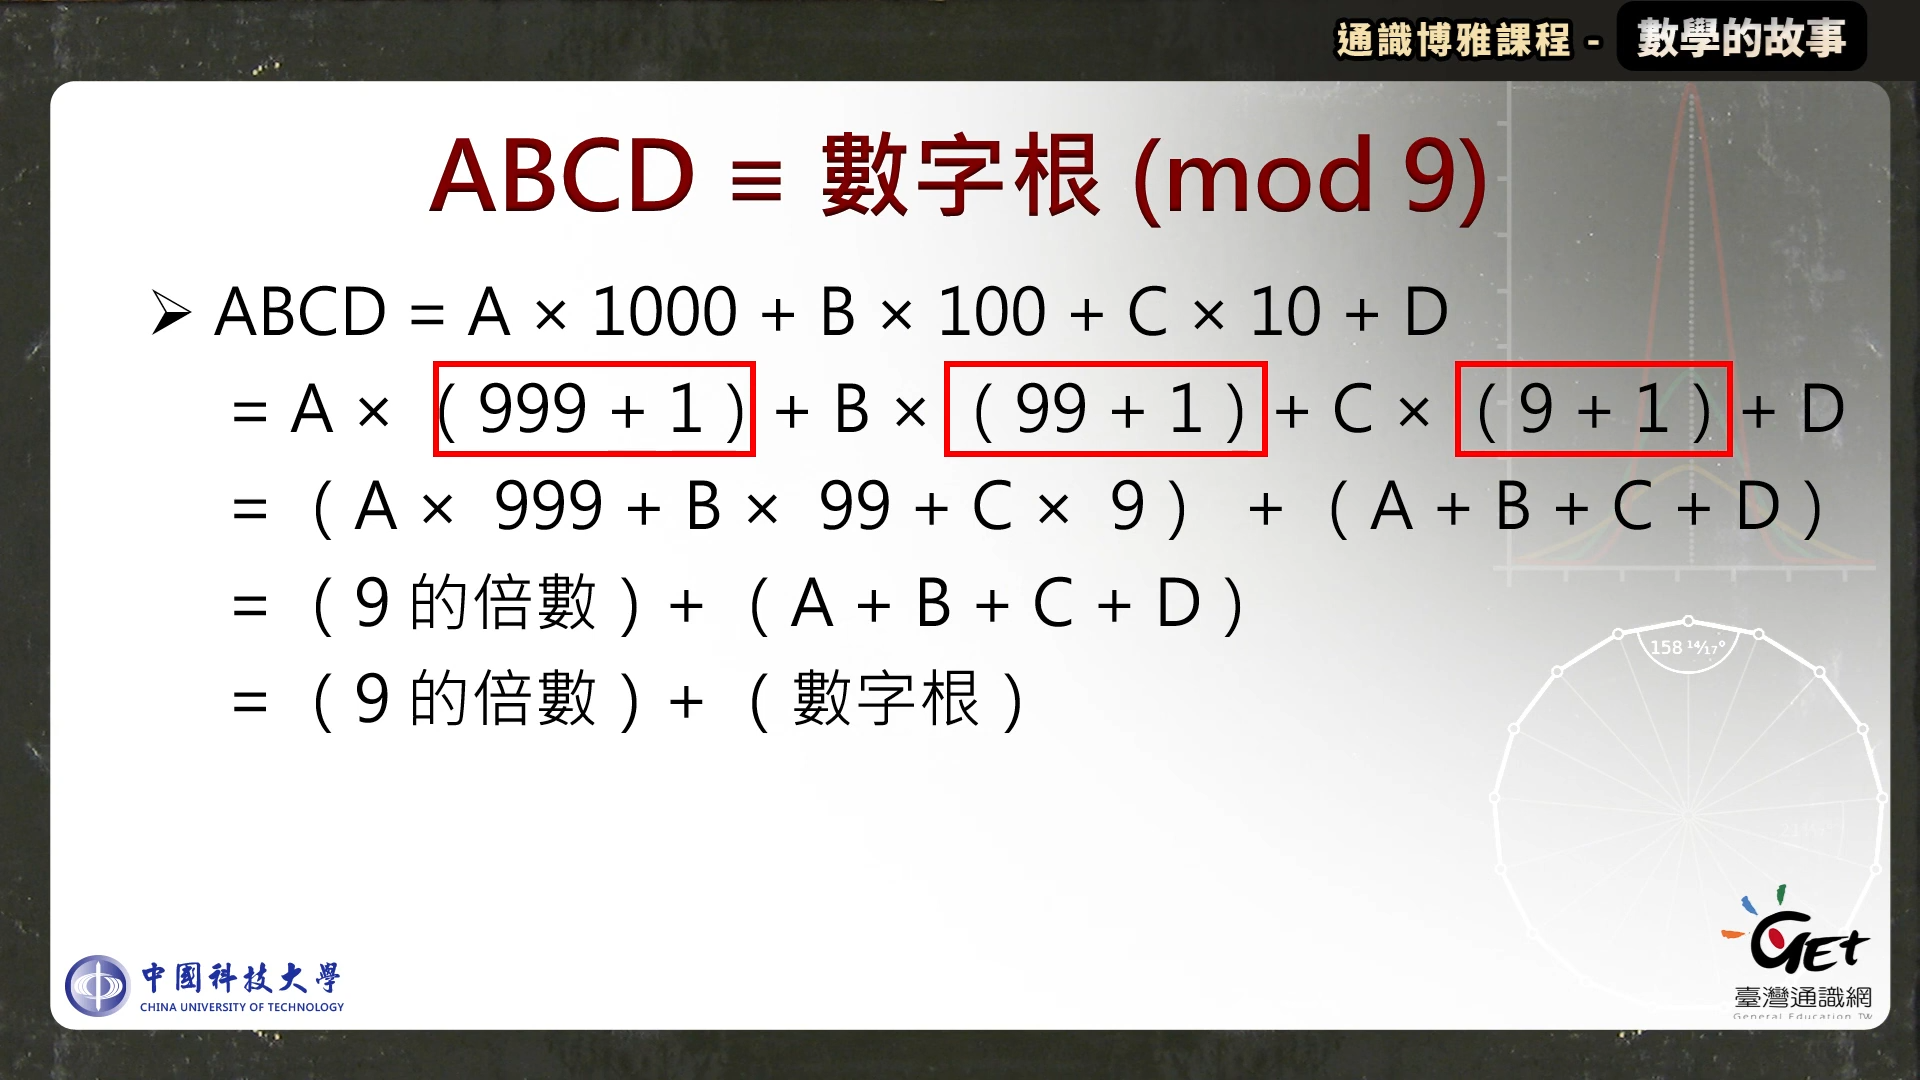 通識博雅課程 - 數學的故事
ABCD ≡ 數字根 (mod 9)
➢ ABCD = A × 1000 + B × 100 + C × 10 + D
= A × ( 999 + 1 ) + B × ( 99 + 1 ) + C × ( 9 + 1 ) + D
= ( A × 999 + B × 99 + C × 9 ) + ( A + B + C + D )
= ( 9 的倍數 ) + ( A + B + C + D )
= ( 9 的倍數 ) + ( 數字根 )
158 14/17°
中國科技大學
CHINA UNIVERSITY OF TECHNOLOGY
GET
臺灣通識網
General Education TW